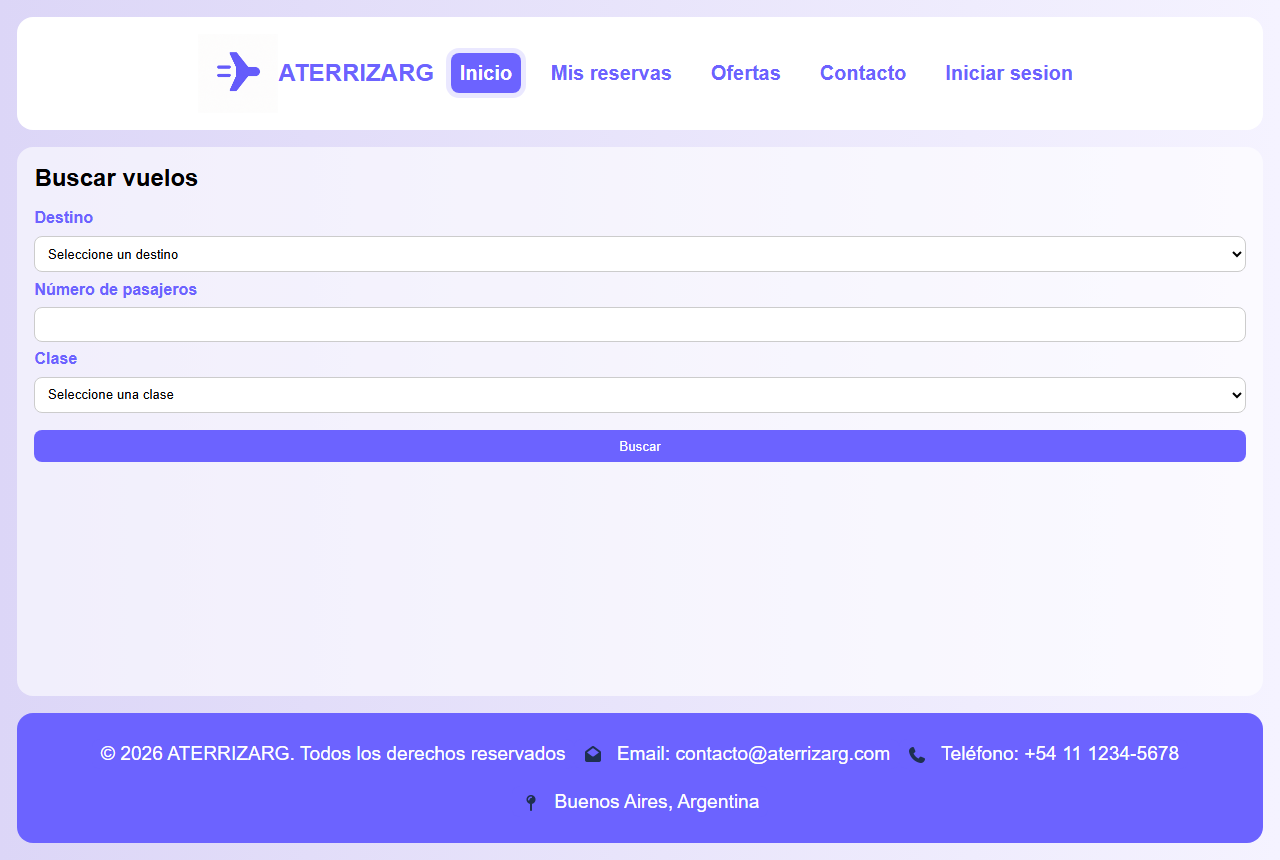 ATERRIZARG Inicio Mis reservas Ofertas Contacto Iniciar sesion
Buscar vuelos
Destino
Seleccione un destino
Número de pasajeros
Clase
Seleccione una clase
Buscar
© 2026 ATERRIZARG. Todos los derechos reservados Email: contacto@aterrizarg.com Teléfono: +54 11 1234-5678
Buenos Aires, Argentina